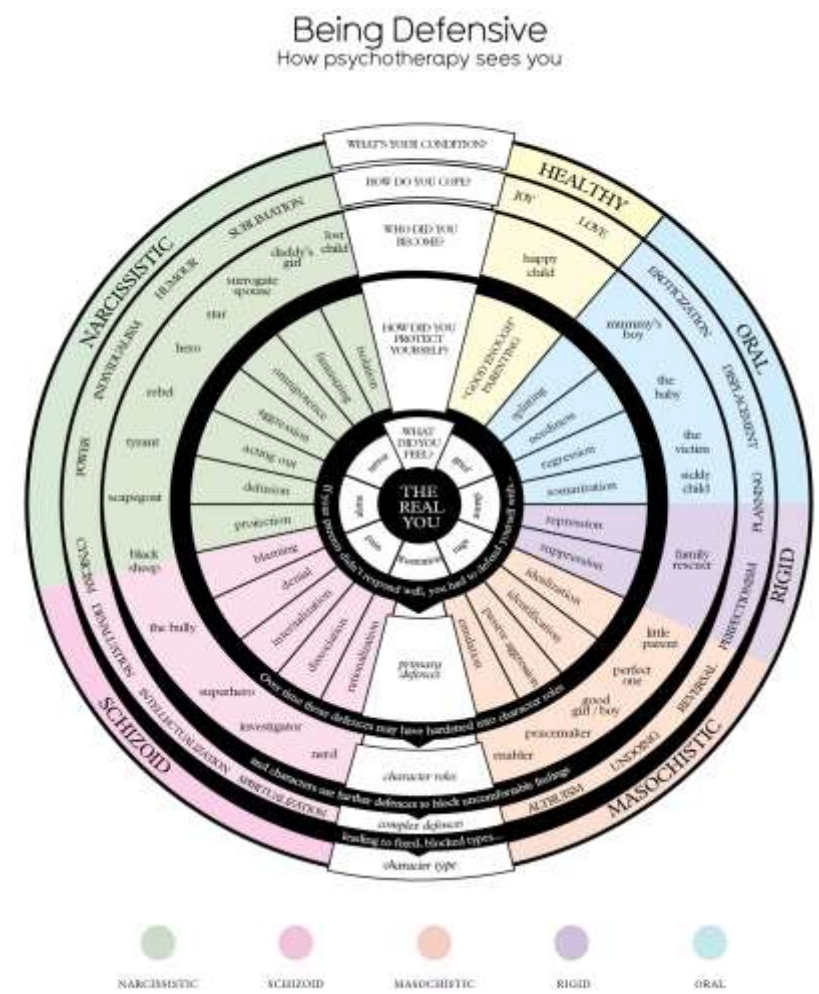 Being Defensive
How psychotherapy sees you
WHAT'S YOUR CONDITION?
HOW DO YOU COPE?
WHO DID YOU
BECOME?
HOW DID YOU
PROTECT
YOURSELF?
WHAT
DID YOU
FEEL?
THE
REAL
YOU
grief
shame
rage
pain
alone
terror
If your parents didn't respond well, you had to defend yourself with...
HEALTHY
JOY
LOVE
happy
child
"GOOD ENOUGH"
PARENTING
ORAL
EROTICIZATION
DISPLACEMENT
PLANNING
mummy's
boy
the
baby
the
victim
sickly
child
splitting
neediness
regression
somatization
RIGID
PERFECTIONISM
family
rescuer
repression
suppression
MASOCHISTIC
REVERSAL
UNDOING
ALTRUISM
little
parent
perfect
one
good
girl / boy
peacemaker
enabler
idealization
identification
passive aggression
emulation
SCHIZOID
INTELLECTUALIZATION
SPIRITUALIZATION
the bully
superhero
investigator
nerd
blaming
denial
internalization
dissociation
rationalization
NARCISSISTIC
SUBLIMATION
HUMOUR
INDIVIDUALISM
POWER
CYNICISM
lost
child
daddy's
girl
surrogate
spouse
star
hero
rebel
tyrant
scapegoat
black
sheep
isolation
fantasizing
omnipotence
aggression
acting out
delusion
projection
primary
defences
Over time those defences may have hardened into character roles
character roles
and characters use further defences to block uncomfortable feelings
complex defences
leading to fixed, blocked types...
character type
NARCISSISTIC
SCHIZOID
MASOCHISTIC
RIGID
ORAL